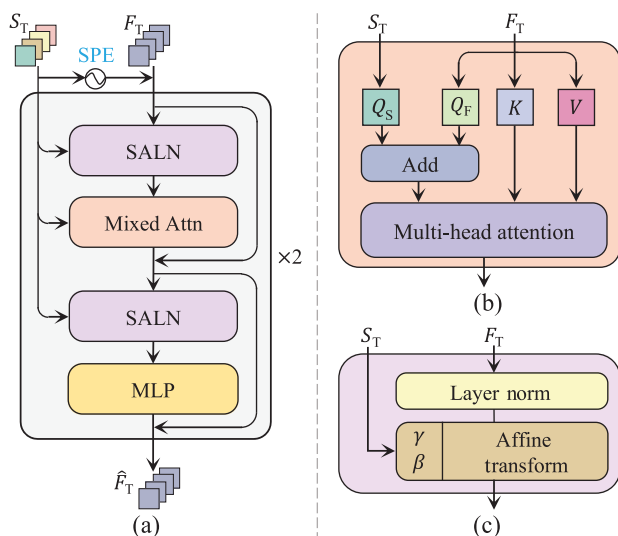 S_T
F_T
SPE
SALN
Mixed Attn
SALN
MLP
×2
F̂_T
(a)
S_T
F_T
Q_S
Q_F
K
V
Add
Multi-head attention
(b)
S_T
F_T
Layer norm
γ
β
Affine
transform
(c)